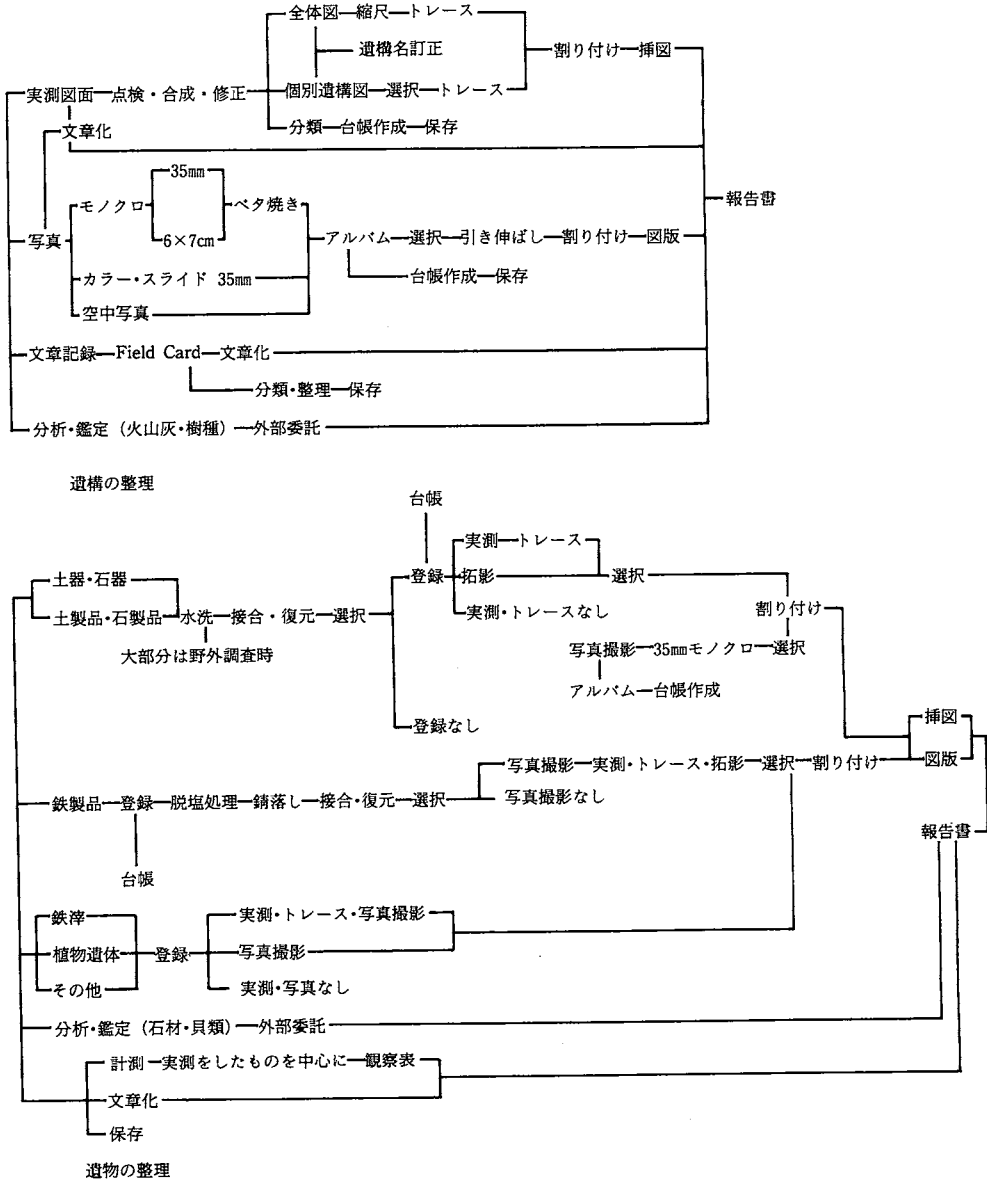 全体図─縮尺─トレース
遺構名訂正
割り付け─挿図
実測図面─点検・合成・修正
個別遺構図─選択─トレース
文章化
分類─台帳作成─保存
35mm
モノクロ
ベタ焼き
6×7cm
報告書
写真
アルバム─選択─引き伸ばし─割り付け─図版
カラー・スライド 35mm
台帳作成─保存
空中写真
文章記録─Field Card─文章化
分類・整理─保存
分析・鑑定（火山灰・樹種）─外部委託
遺構の整理
台帳
実測─トレース
土器・石器
登録
拓影
選択
土製品・石製品
水洗─接合・復元─選択
実測・トレースなし
割り付け
大部分は野外調査時
写真撮影─35mmモノクロ─選択
アルバム─台帳作成
登録なし
挿図
写真撮影─実測・トレース・拓影─選択─割り付け
図版
鉄製品─登録─脱塩処理─錆落し─接合・復元─選択
写真撮影なし
報告書
台帳
鉄滓
実測・トレース・写真撮影
植物遺体
登録
写真撮影
その他
実測・写真なし
分析・鑑定（石材・貝類）─外部委託
計測─実測をしたものを中心に─観察表
文章化
保存
遺物の整理